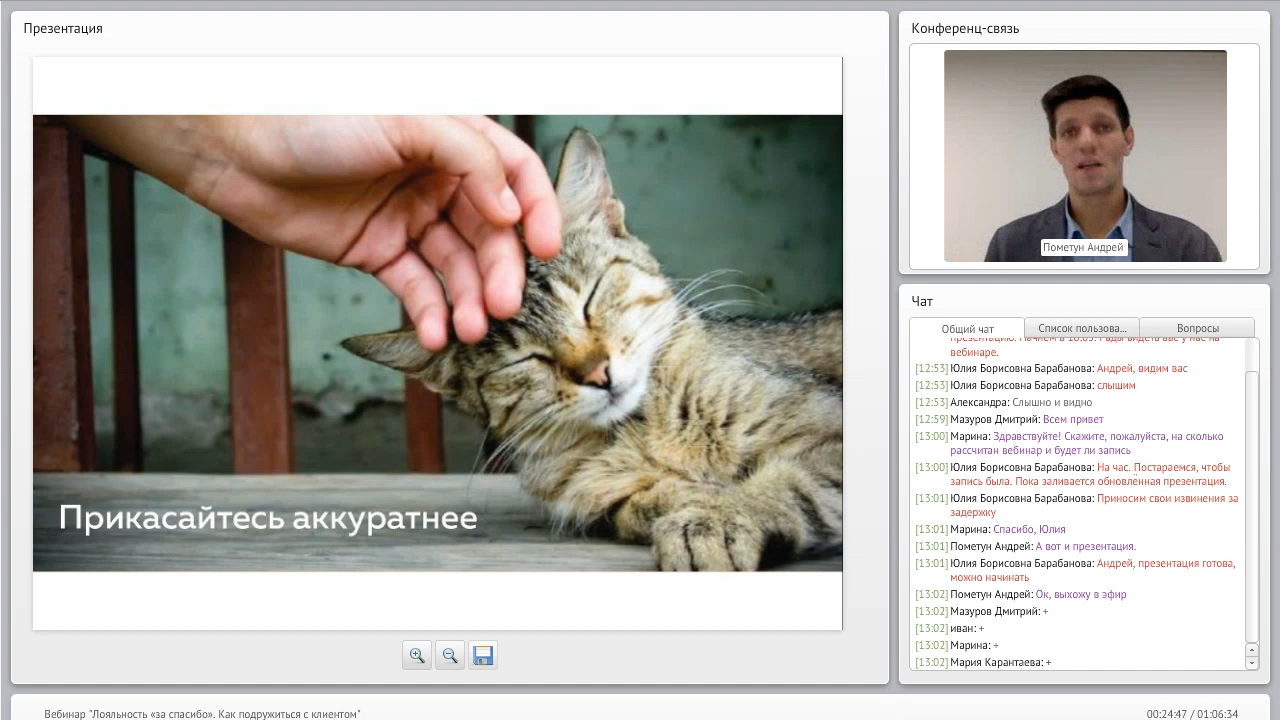 Презентация
Прикасайтесь аккуратнее
Конференц-связь
Пометун Андрей
Чат
Общий чат
Список пользова...
Вопросы
вебинаре.
[12:53] Юлия Борисовна Барабанова: Андрей, видим вас
[12:53] Юлия Борисовна Барабанова: слышим
[12:53] Александра: Слышно и видно
[12:59] Мазуров Дмитрий: Всем привет
[13:00] Марина: Здравствуйте! Скажите, пожалуйста, на сколько
рассчитан вебинар и будет ли запись
[13:00] Юлия Борисовна Барабанова: На час. Постараемся, чтобы
запись была. Пока заливается обновлённая презентация.
[13:01] Юлия Борисовна Барабанова: Приносим свои извинения за
задержку
[13:01] Марина: Спасибо, Юлия
[13:01] Пометун Андрей: А вот и презентация.
[13:01] Юлия Борисовна Барабанова: Андрей, презентация готова,
можно начинать
[13:02] Пометун Андрей: Ок, выхожу в эфир
[13:02] Мазуров Дмитрий: +
[13:02] иван: +
[13:02] Марина: +
[13:02] Мария Карантаева: +
Вебинар "Лояльность «за спасибо». Как подружиться с клиентом"
00:24:47 / 01:06:34